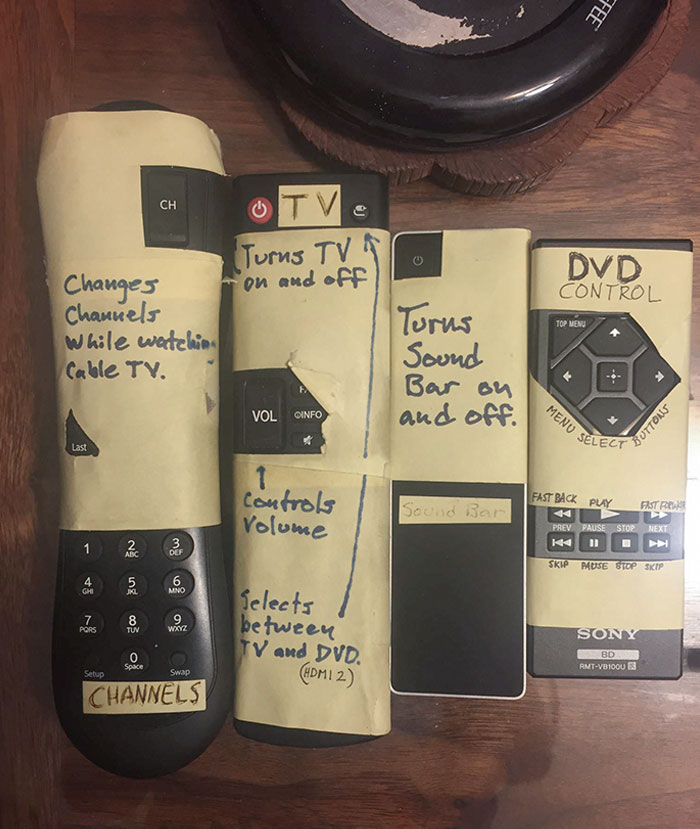 FFEE
CH
Changes
Channels
While watching
Cable TV.
Last
1
2
ABC
3
DEF
4
GHI
5
JKL
6
MNO
7
PQRS
8
TUV
9
WXYZ
0
Space
Setup
Swap
CHANNELS
TV
Turns TV
on and off
VOL
INFO
Controls
Volume
Selects
between
TV and DVD.
(HDMI 2)
Turns
Sound
Bar on
and off.
Sound Bar
DVD
CONTROL
TOP MENU
MENU SELECT BUTTONS
FAST BACK PLAY FAST FORWARD
PREV PAUSE STOP NEXT
SKIP PAUSE STOP SKIP
SONY
BD
RMT-VB100U